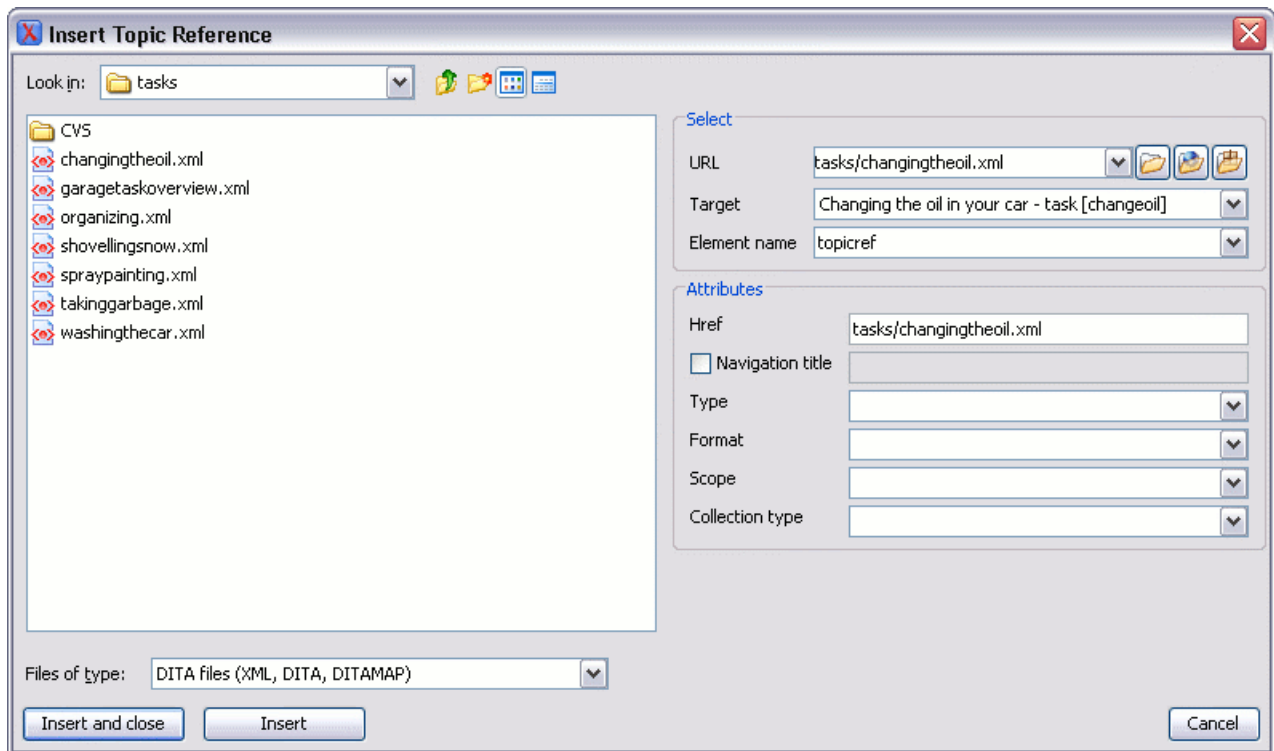 Insert Topic Reference
Look in: tasks
CVS
changingtheoil.xml
garagetaskoverview.xml
organizing.xml
shovellingsnow.xml
spraypainting.xml
takinggarbage.xml
washingthecar.xml
Files of type: DITA files (XML, DITA, DITAMAP)
Select
URL tasks/changingtheoil.xml
Target Changing the oil in your car - task [changeoil]
Element name topicref
Attributes
Href tasks/changingtheoil.xml
Navigation title
Type
Format
Scope
Collection type
Insert and close Insert Cancel